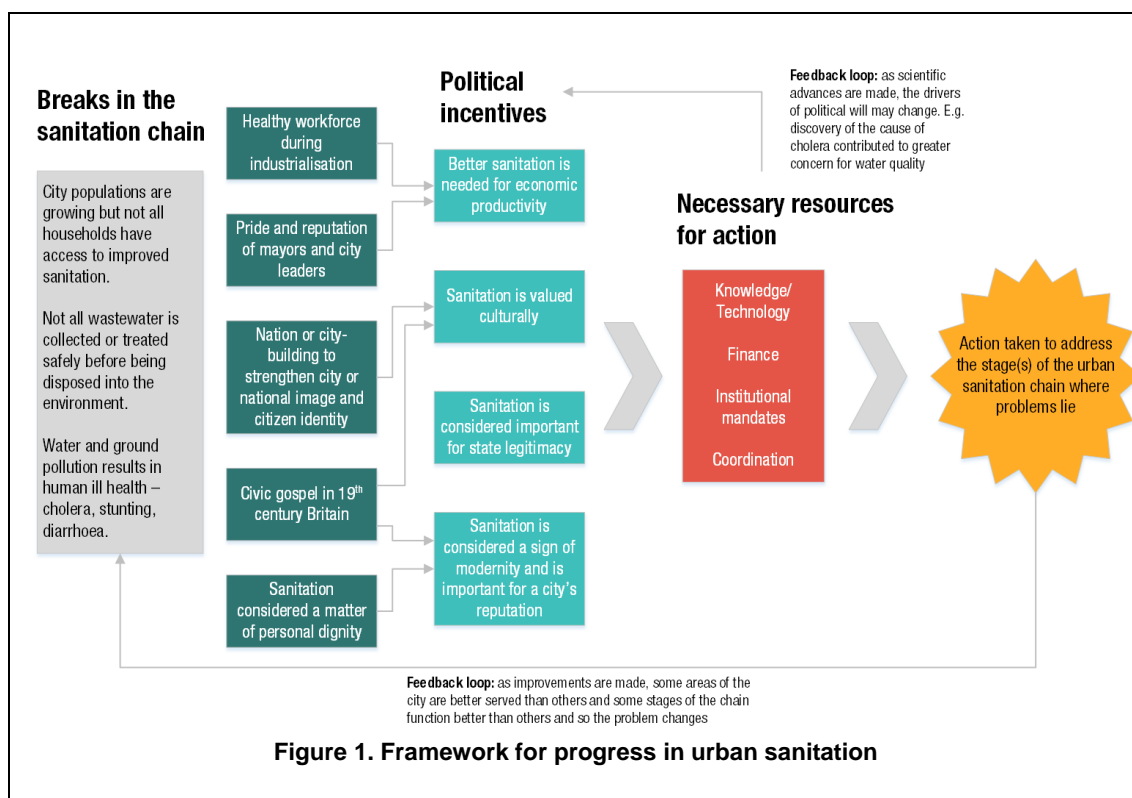 Breaks in the
sanitation chain
City populations are
growing but not all
households have
access to improved
sanitation.
Not all wastewater is
collected or treated
safely before being
disposed into the
environment.
Water and ground
pollution results in
human ill health –
cholera, stunting,
diarrhoea.
Healthy workforce
during
industrialisation
Pride and reputation
of mayors and city
leaders
Nation or city-
building to
strengthen city or
national image and
citizen identity
Civic gospel in 19th
century Britain
Sanitation
considered a matter
of personal dignity
Political
incentives
Better sanitation is
needed for economic
productivity
Sanitation is valued
culturally
Sanitation is
considered important
for state legitimacy
Sanitation is
considered a sign of
modernity and is
important for a city's
reputation
Feedback loop: as scientific
advances are made, the drivers
of political will may change. E.g.
discovery of the cause of
cholera contributed to greater
concern for water quality
Necessary resources
for action
Knowledge/
Technology
Finance
Institutional
mandates
Coordination
Action taken to address
the stage(s) of the urban
sanitation chain where
problems lie
Feedback loop: as improvements are made, some areas of the
city are better served than others and some stages of the chain
function better than others and so the problem changes
Figure 1. Framework for progress in urban sanitation